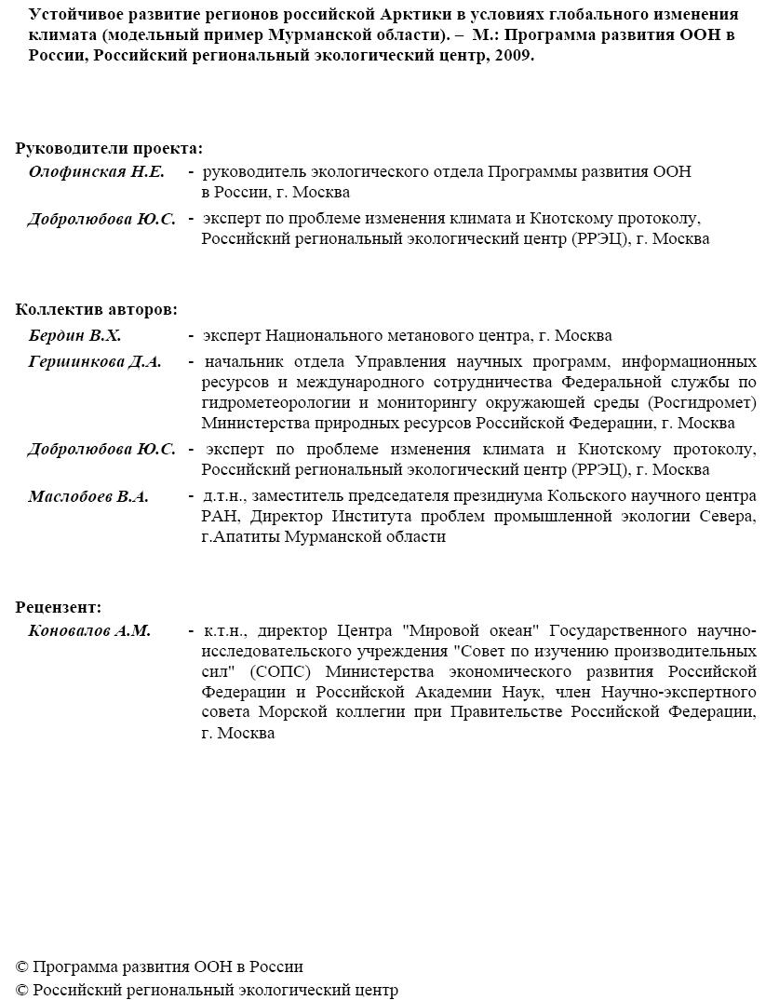 Устойчивое развитие регионов российской Арктики в условиях глобального изменения
климата (модельный пример Мурманской области). – М.: Программа развития ООН в
России, Российский региональный экологический центр, 2009.
Руководители проекта:
Олофинская Н.Е. - руководитель экологического отдела Программы развития ООН
в России, г. Москва
Добролюбова Ю.С. - эксперт по проблеме изменения климата и Киотскому протоколу,
Российский региональный экологический центр (РРЭЦ), г. Москва
Коллектив авторов:
Бердин В.Х. - эксперт Национального метанового центра, г. Москва
Гершинкова Д.А. - начальник отдела Управления научных программ, информационных
ресурсов и международного сотрудничества Федеральной службы по
гидрометеорологии и мониторингу окружающей среды (Росгидромет)
Министерства природных ресурсов Российской Федерации, г. Москва
Добролюбова Ю.С. - эксперт по проблеме изменения климата и Киотскому протоколу,
Российский региональный экологический центр (РРЭЦ), г. Москва
Маслобоев В.А. - д.т.н., заместитель председателя президиума Кольского научного центра
РАН, Директор Института проблем промышленной экологии Севера,
г.Апатиты Мурманской области
Рецензент:
Коновалов А.М. - к.т.н., директор Центра "Мировой океан" Государственного научно-
исследовательского учреждения "Совет по изучению производительных
сил" (СОПС) Министерства экономического развития Российской
Федерации и Российской Академии Наук, член Научно-экспертного
совета Морской коллегии при Правительстве Российской Федерации,
г. Москва
© Программа развития ООН в России
© Российский региональный экологический центр